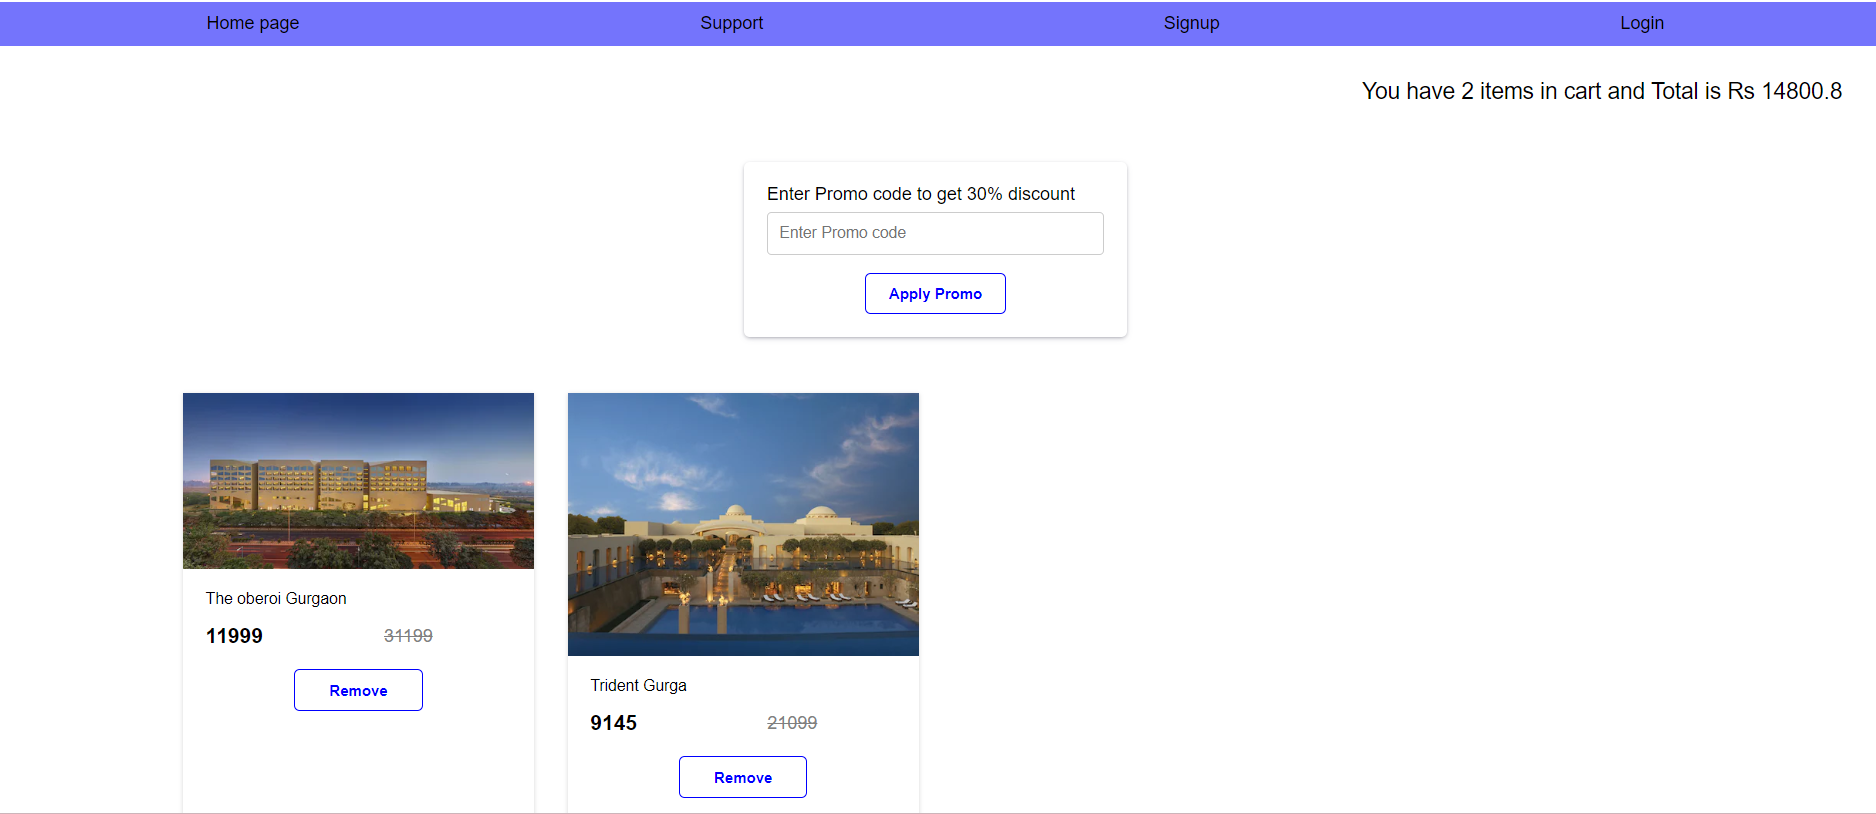 Home page Support Signup Login
You have 2 items in cart and Total is Rs 14800.8
Enter Promo code to get 30% discount
Enter Promo code
Apply Promo
The oberoi Gurgaon
11999 31199
Remove
Trident Gurga
9145 21099
Remove